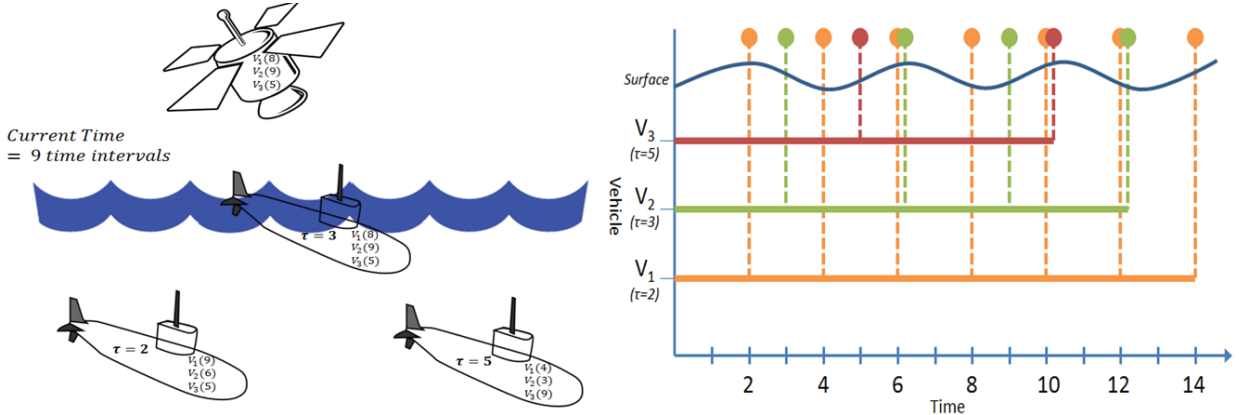 V₁(8)
V₂(9)
V₃(5)
Current Time
= 9 time intervals
τ = 3
V₁(8)
V₂(9)
V₃(5)
τ = 2
V₁(9)
V₂(6)
V₃(5)
τ = 5
V₁(4)
V₂(3)
V₃(9)
Surface
V₃
(τ=5)
V₂
(τ=3)
V₁
(τ=2)
Vehicle
2 4 6 8 10 12 14
Time